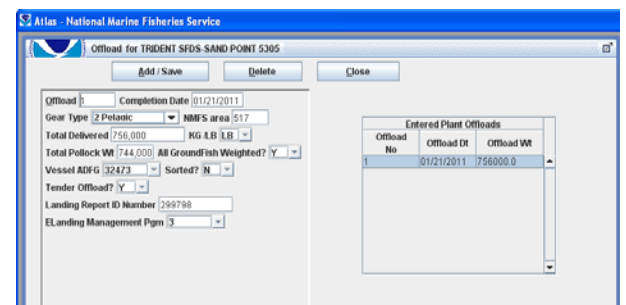 Atlas - National Marine Fisheries Service
Offload for TRIDENT SFDS-SAND POINT 5305
Add / Save Delete Close
Offload 1 Completion Date 01/21/2011
Gear Type 2 Pelagic NMFS area 517
Total Delivered 756,000 KG /LB LB
Total Pollock Wt 744,000 All GroundFish Weighted? Y
Vessel ADFG 32473 Sorted? N
Tender Offload? Y
Landing Report ID Number 299798
ELanding Management Pgm 3
Entered Plant Offloads
Offload No Offload Dt Offload Wt
1 01/21/2011 756000.0